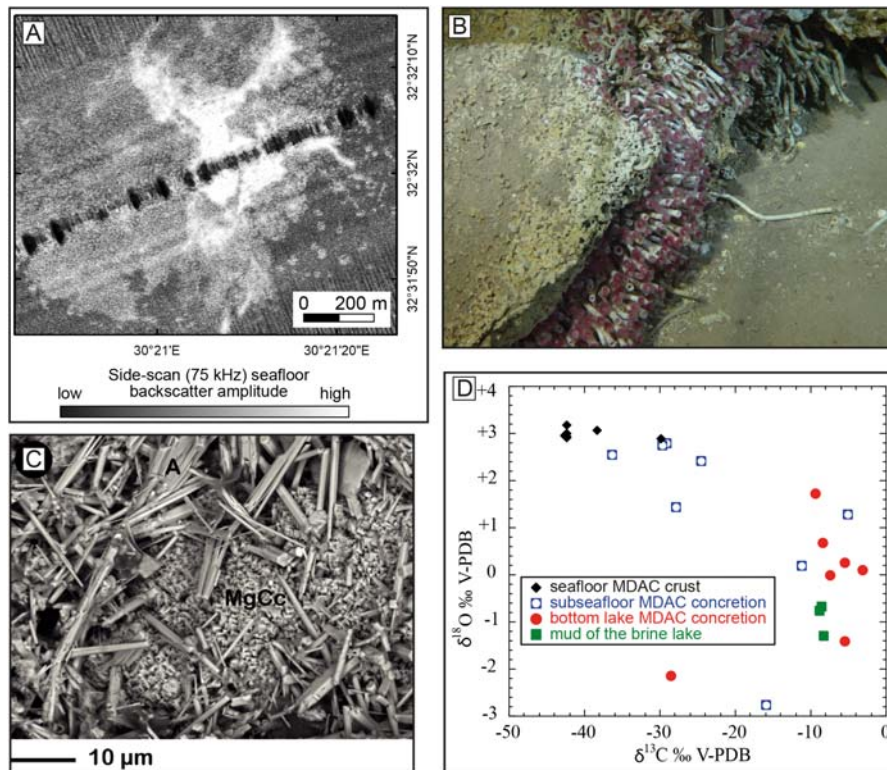 A
32°32'10"N
32°32'N
32°31'50"N
0 200 m
30°21'E 30°21'20"E
Side-scan (75 kHz) seafloor
backscatter amplitude
low high
B
C
A
MgCc
10 µm
D
+4
+3
+2
+1
0
-1
-2
-3
δ18O ‰ V-PDB
seafloor MDAC crust
subseafloor MDAC concretion
bottom lake MDAC concretion
mud of the brine lake
-50 -40 -30 -20 -10 0
δ13C ‰ V-PDB